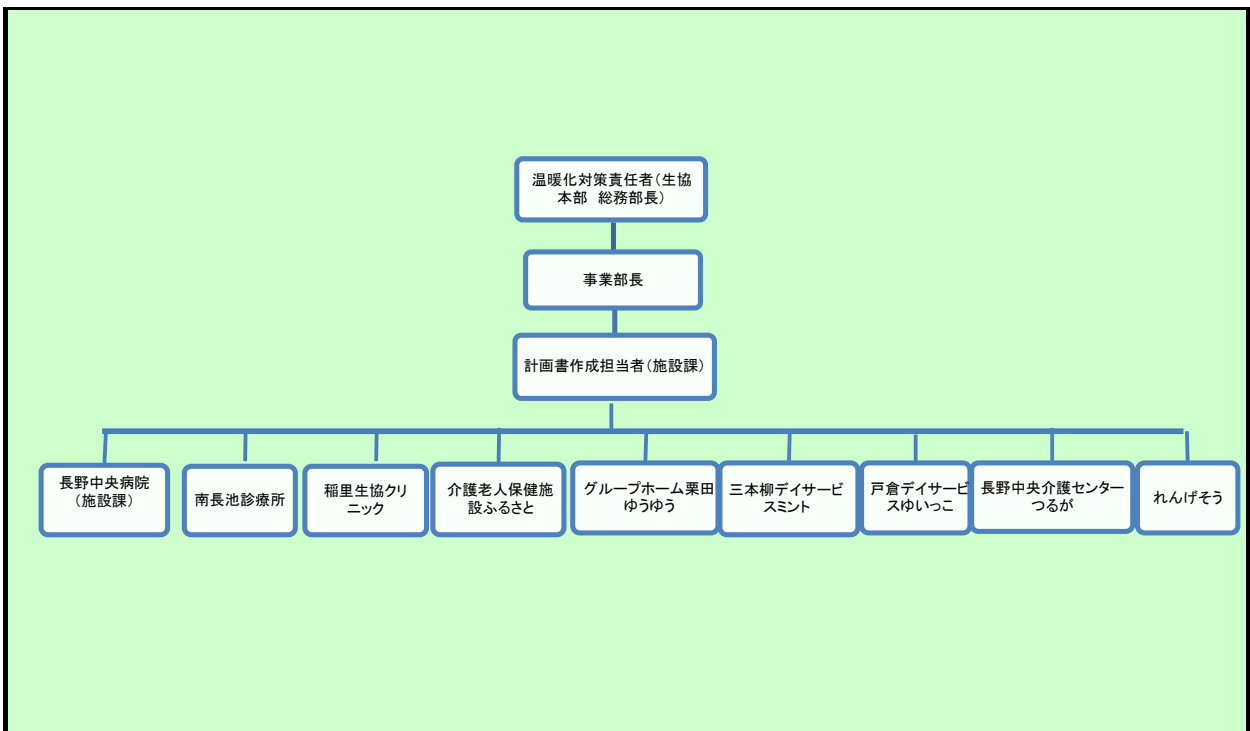 温暖化対策責任者（生協
本部　総務部長）
事業部長
計画書作成担当者（施設課）
長野中央病院
（施設課）
南長池診療所
稲里生協クリ
ニック
介護老人保健施
設ふるさと
グループホーム栗田
ゆうゆう
三本柳デイサービ
スミント
戸倉デイサービ
スゆいっこ
長野中央介護センター
つるが
れんげそう